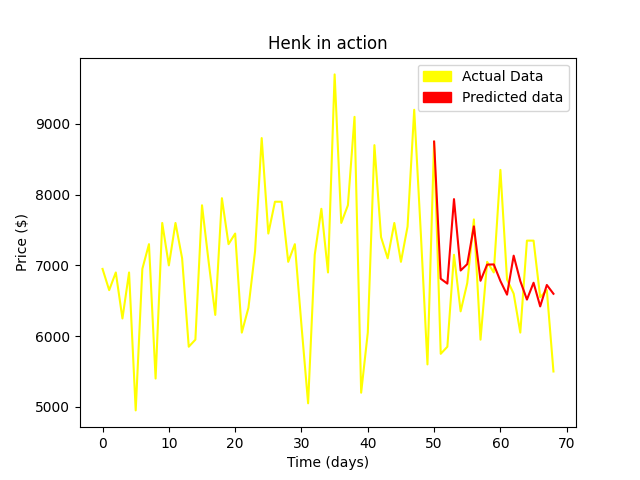 Henk in action
Actual Data
Predicted data
Price ($)
9000
8000
7000
6000
5000
0 10 20 30 40 50 60 70
Time (days)